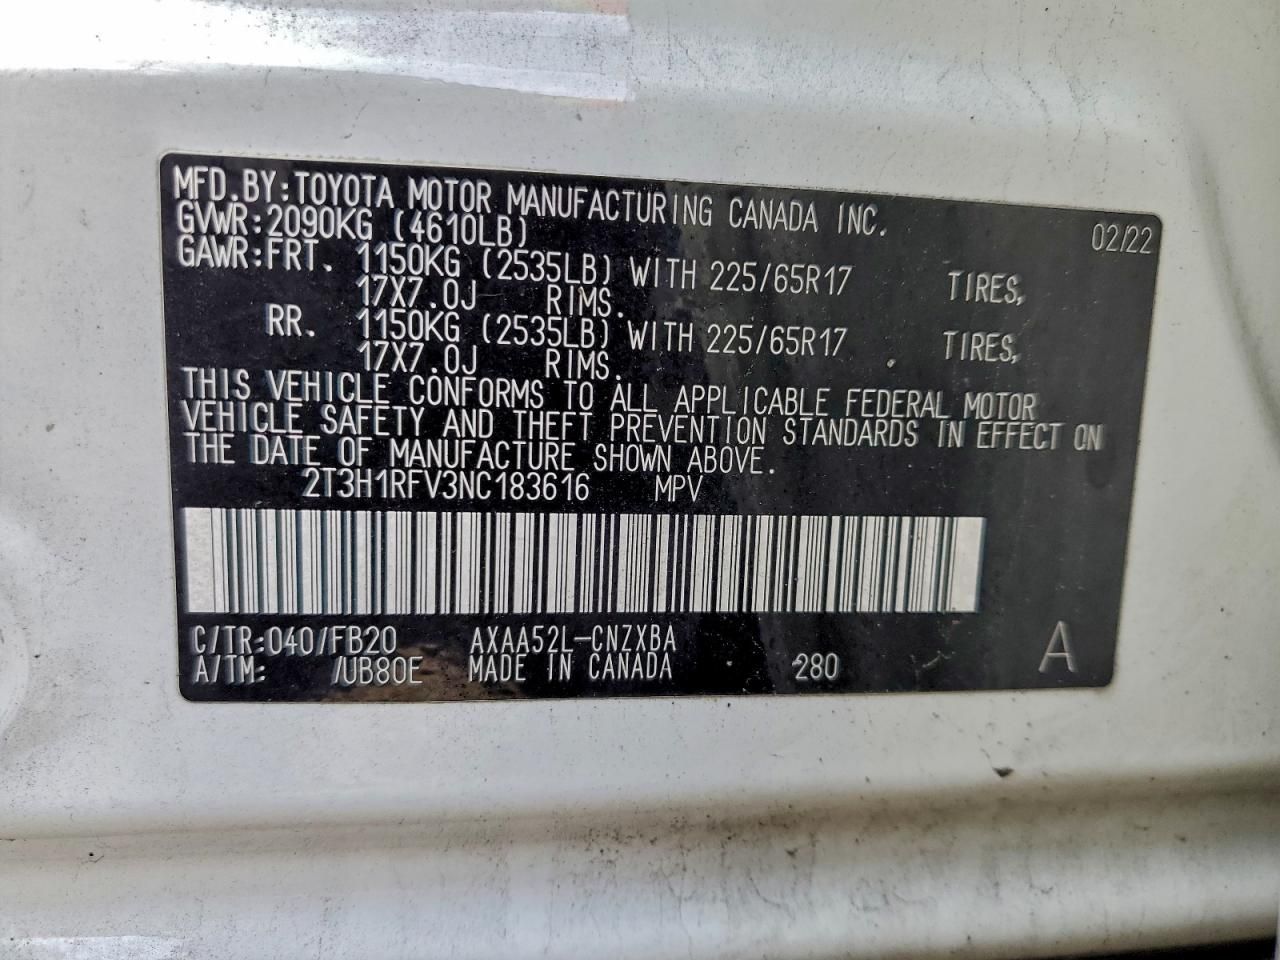 MFD.BY:TOYOTA MOTOR MANUFACTURING CANADA INC. 02/22
GVWR:2090KG (4610LB)
GAWR:FRT. 1150KG (2535LB) WITH 225/65R17 TIRES,
17X7.0J RIMS.
RR. 1150KG (2535LB) WITH 225/65R17 TIRES,
17X7.0J RIMS.
THIS VEHICLE CONFORMS TO ALL APPLICABLE FEDERAL MOTOR
VEHICLE SAFETY AND THEFT PREVENTION STANDARDS IN EFFECT ON
THE DATE OF MANUFACTURE SHOWN ABOVE.
2T3H1RFV3NC183616 MPV
C/TR:040/FB20 AXAA52L-CNZXBA
A/TM: /UB80E MADE IN CANADA 280 A